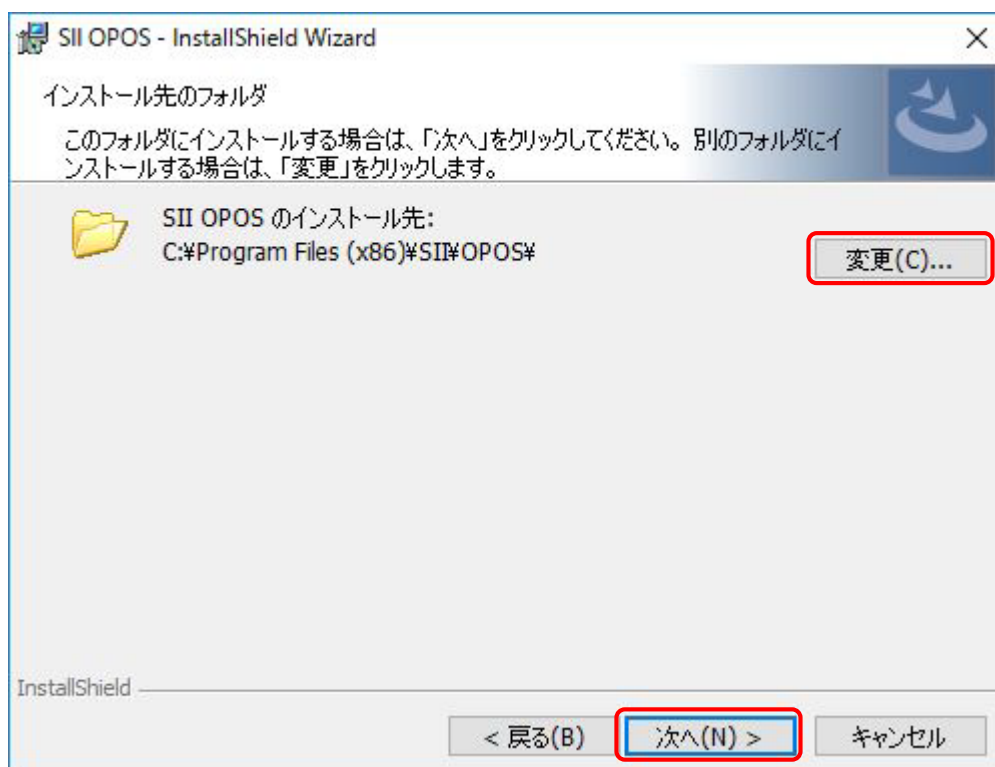 SII OPOS - InstallShield Wizard
インストール先のフォルダ
このフォルダにインストールする場合は、「次へ」をクリックしてください。別のフォルダにイ
ンストールする場合は、「変更」をクリックします。
SII OPOS のインストール先:
C:¥Program Files (x86)¥SII¥OPOS¥
変更(C)...
InstallShield
< 戻る(B)
次へ(N) >
キャンセル